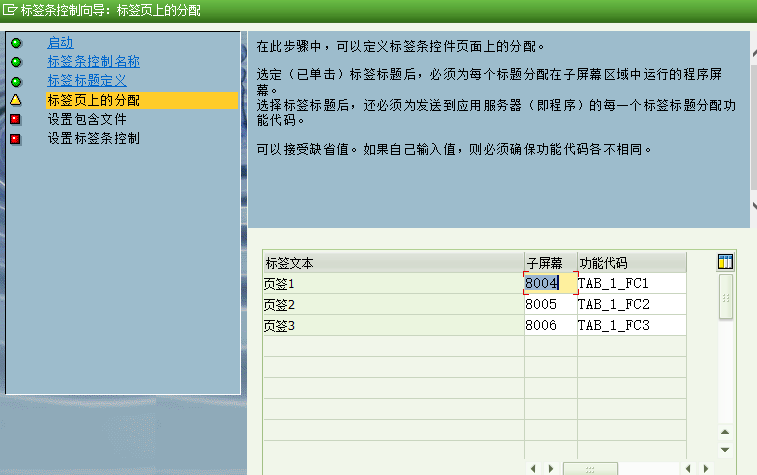 标签条控制向导: 标签页上的分配
启动
标签条控制名称
标签标题定义
标签页上的分配
设置包含文件
设置标签条控制
在此步骤中，可以定义标签条控件页面上的分配。
选定（已单击）标签标题后，必须为每个标题分配在子屏幕区域中运行的程序屏
幕。
选择标签标题后，还必须为发送到应用服务器（即程序）的每一个标签标题分配功
能代码。
可以接受缺省值。如果自己输入值，则必须确保功能代码各不相同。
标签文本 子屏幕 功能代码
页签1 8004 TAB_1_FC1
页签2 8005 TAB_1_FC2
页签3 8006 TAB_1_FC3